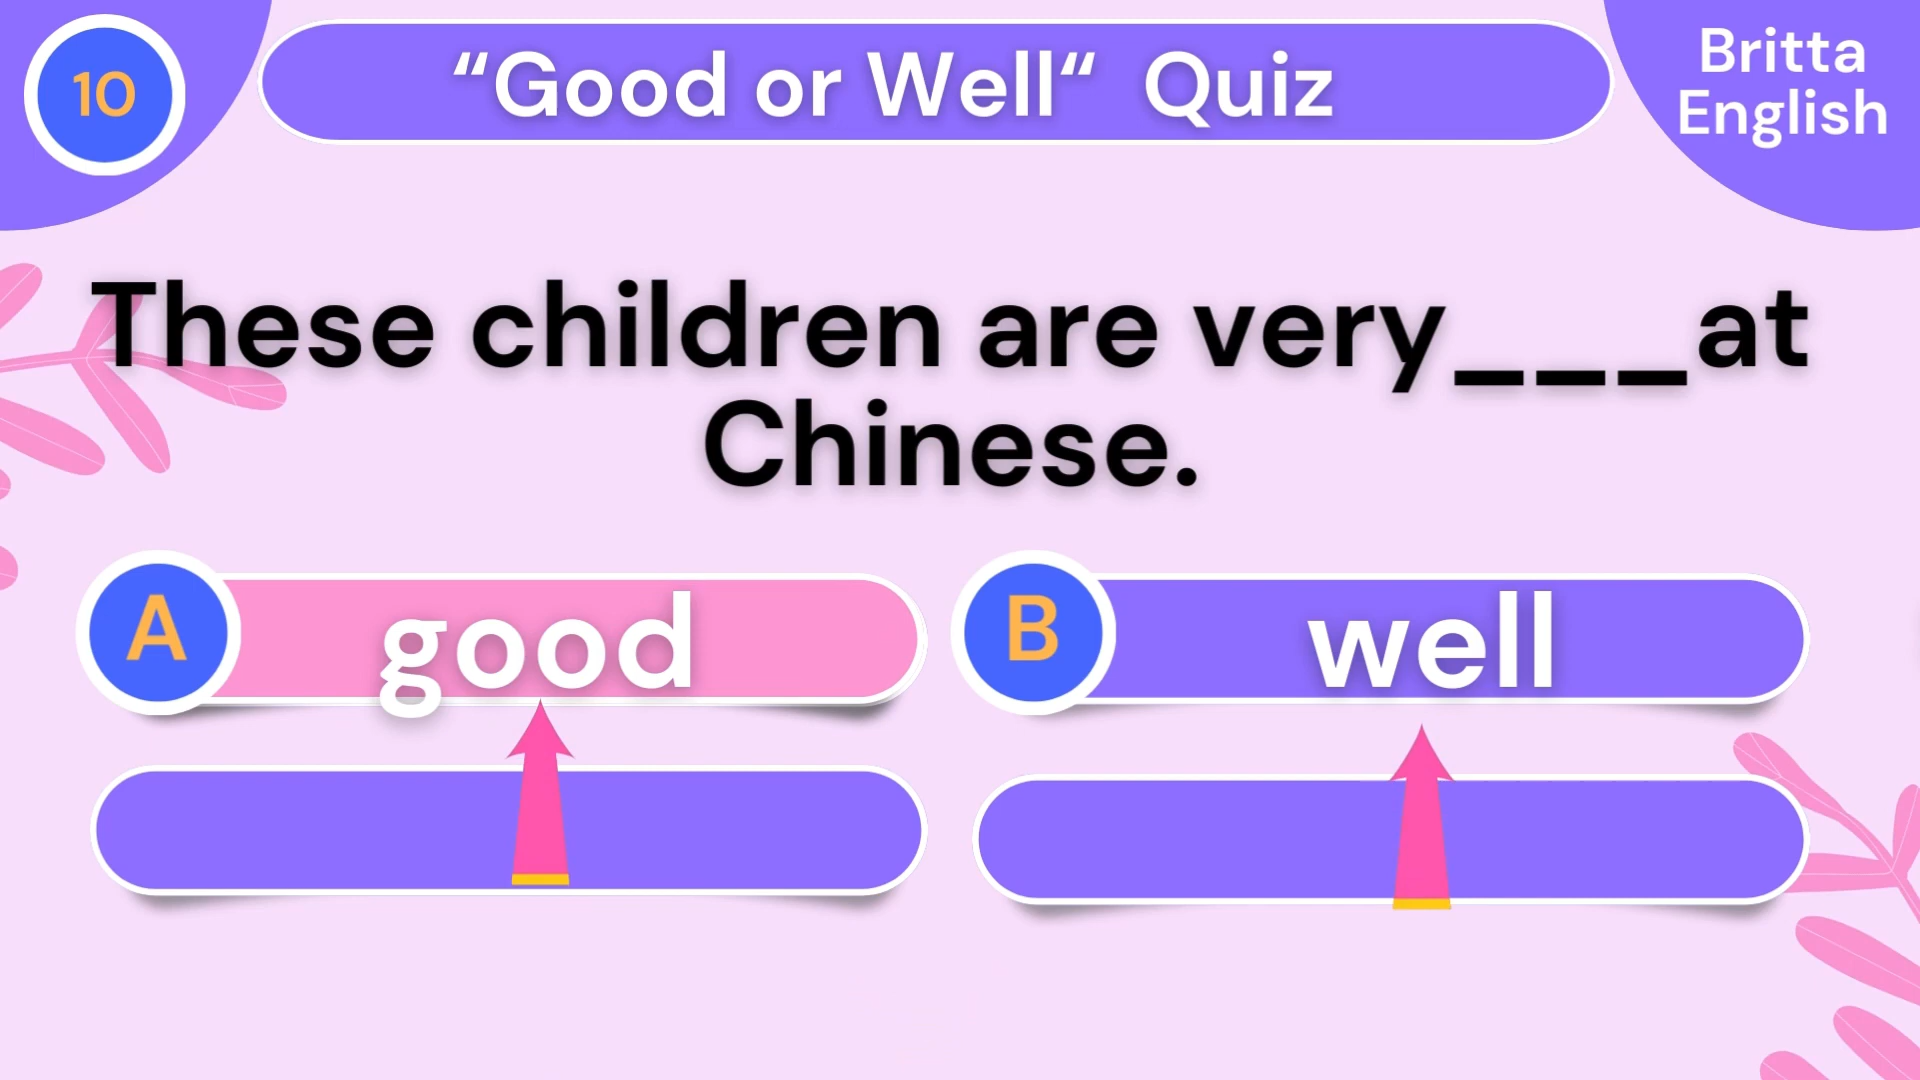 10
“Good or Well“ Quiz
Britta
English
These children are very___at
Chinese.
A good
B well